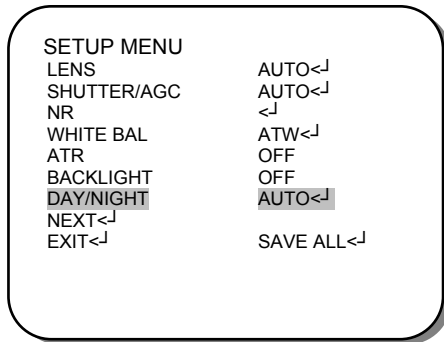 SETUP MENU
LENS AUTO<┘
SHUTTER/AGC AUTO<┘
NR <┘
WHITE BAL ATW<┘
ATR OFF
BACKLIGHT OFF
DAY/NIGHT AUTO<┘
NEXT<┘
EXIT<┘ SAVE ALL<┘